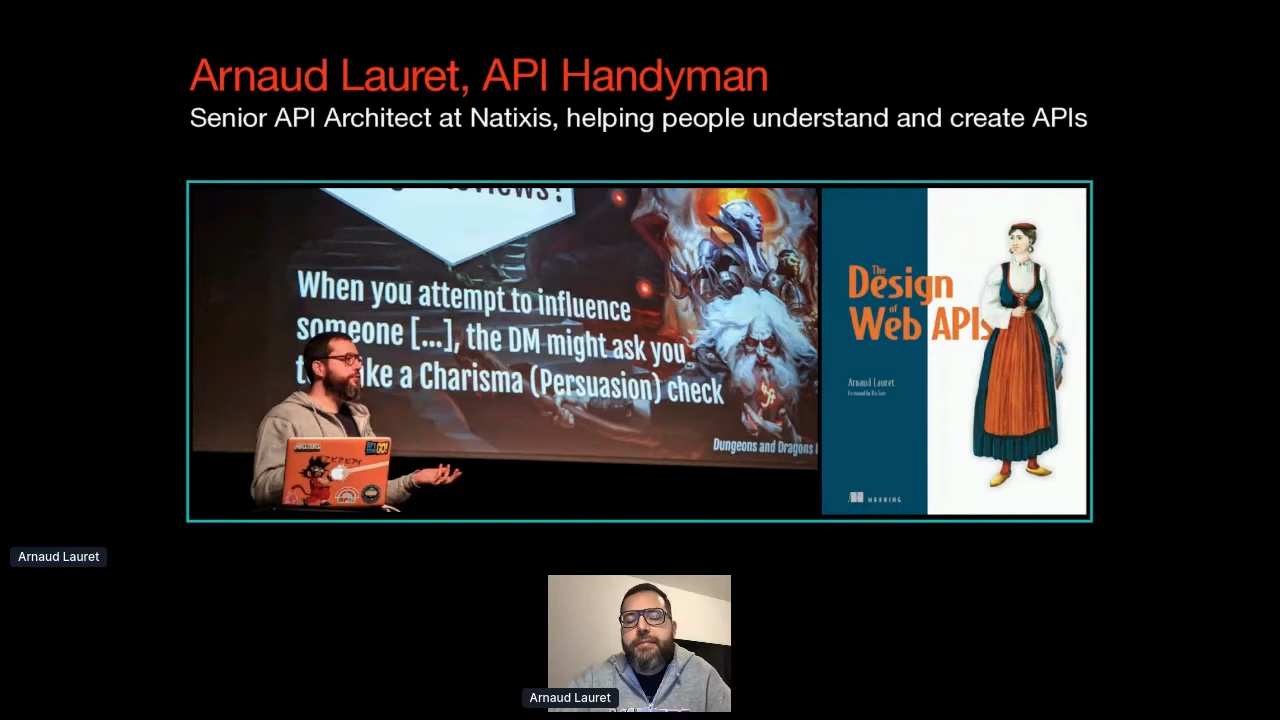 Arnaud Lauret, API Handyman
Senior API Architect at Natixis, helping people understand and create APIs
When you attempt to influence
someone [...], the DM might ask you
ke a Charisma (Persuasion) check
Dungeons and Dragons
The
Design
of
Web APIs
Arnaud Lauret
MANNING
GO!
Arnaud Lauret
Arnaud Lauret